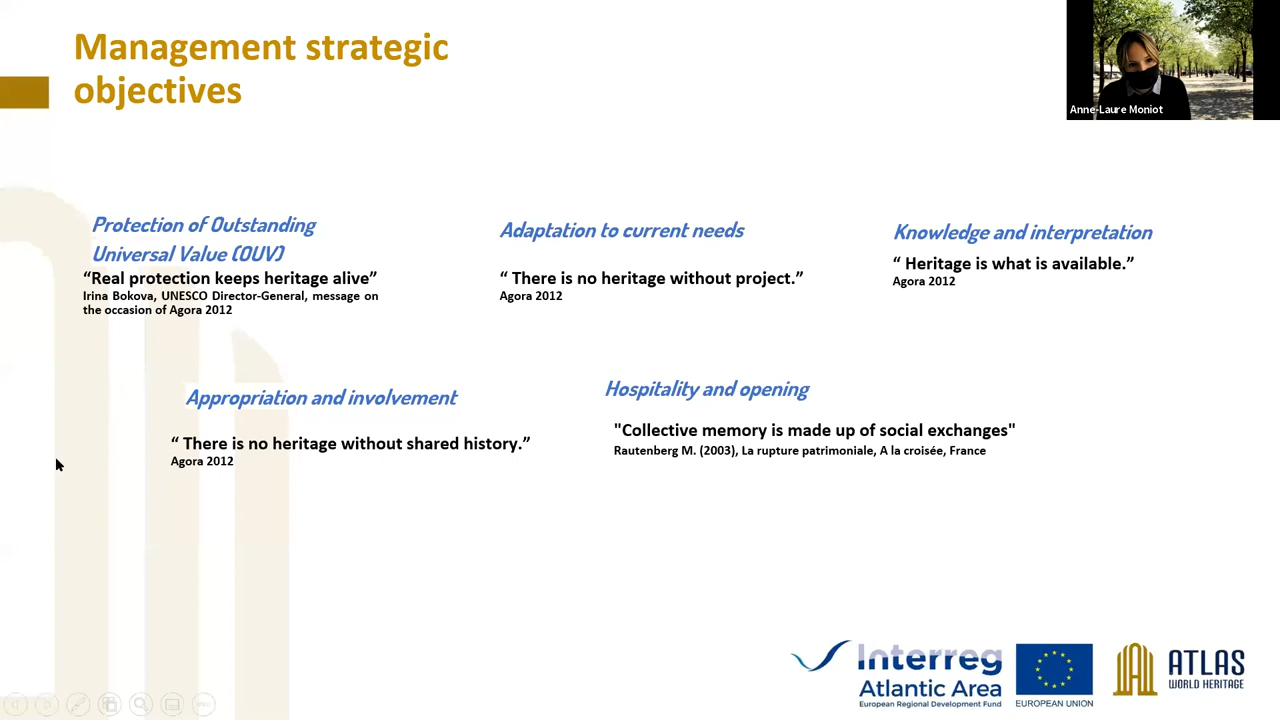 Management strategic
objectives
Anne-Laure Moniot
Protection of Outstanding
Universal Value (OUV)
“Real protection keeps heritage alive”
Irina Bokova, UNESCO Director-General, message on
the occasion of Agora 2012
Adaptation to current needs
“ There is no heritage without project.”
Agora 2012
Knowledge and interpretation
“ Heritage is what is available.”
Agora 2012
Appropriation and involvement
“ There is no heritage without shared history.”
Agora 2012
Hospitality and opening
"Collective memory is made up of social exchanges"
Rautenberg M. (2003), La rupture patrimoniale, A la croisée, France
Interreg
Atlantic Area
European Regional Development Fund
EUROPEAN UNION
ATLAS
WORLD HERITAGE